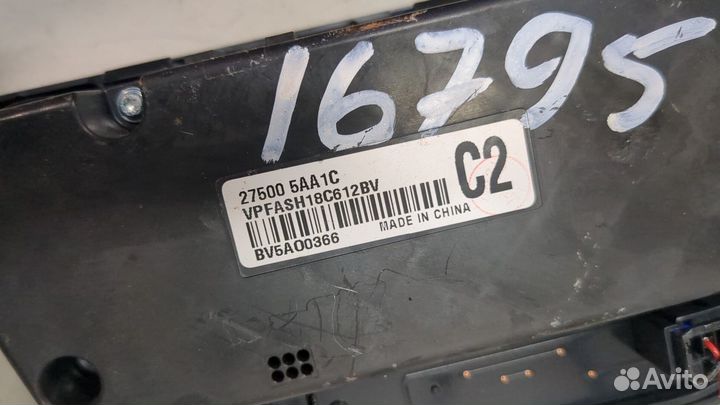 16795
27500 5AA1C
VPFASH18C612BV
C2
BV5A00366
MADE IN CHINA
Avito